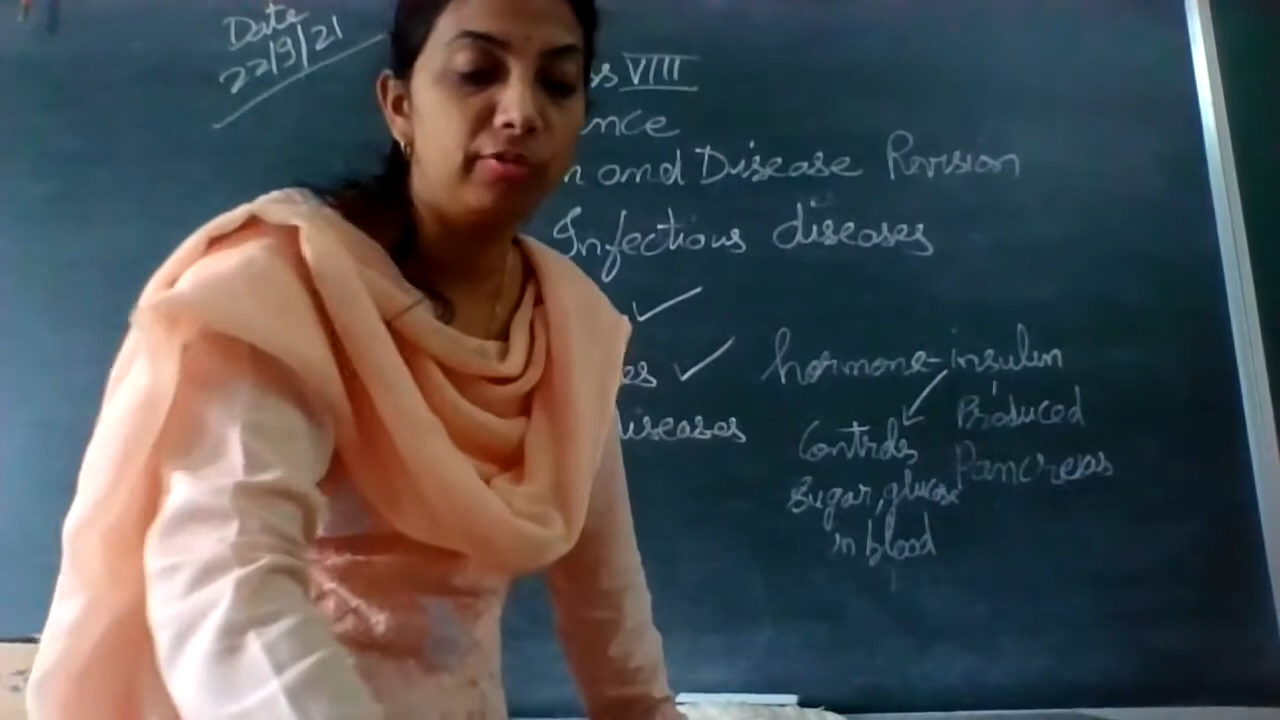 Date
22/9/21
ss VIII
nce
n and Disease Revision
Infectious diseases
es hormone-insulin
diseases Controls Produced
Pancreas
Sugar, glucose
in blood